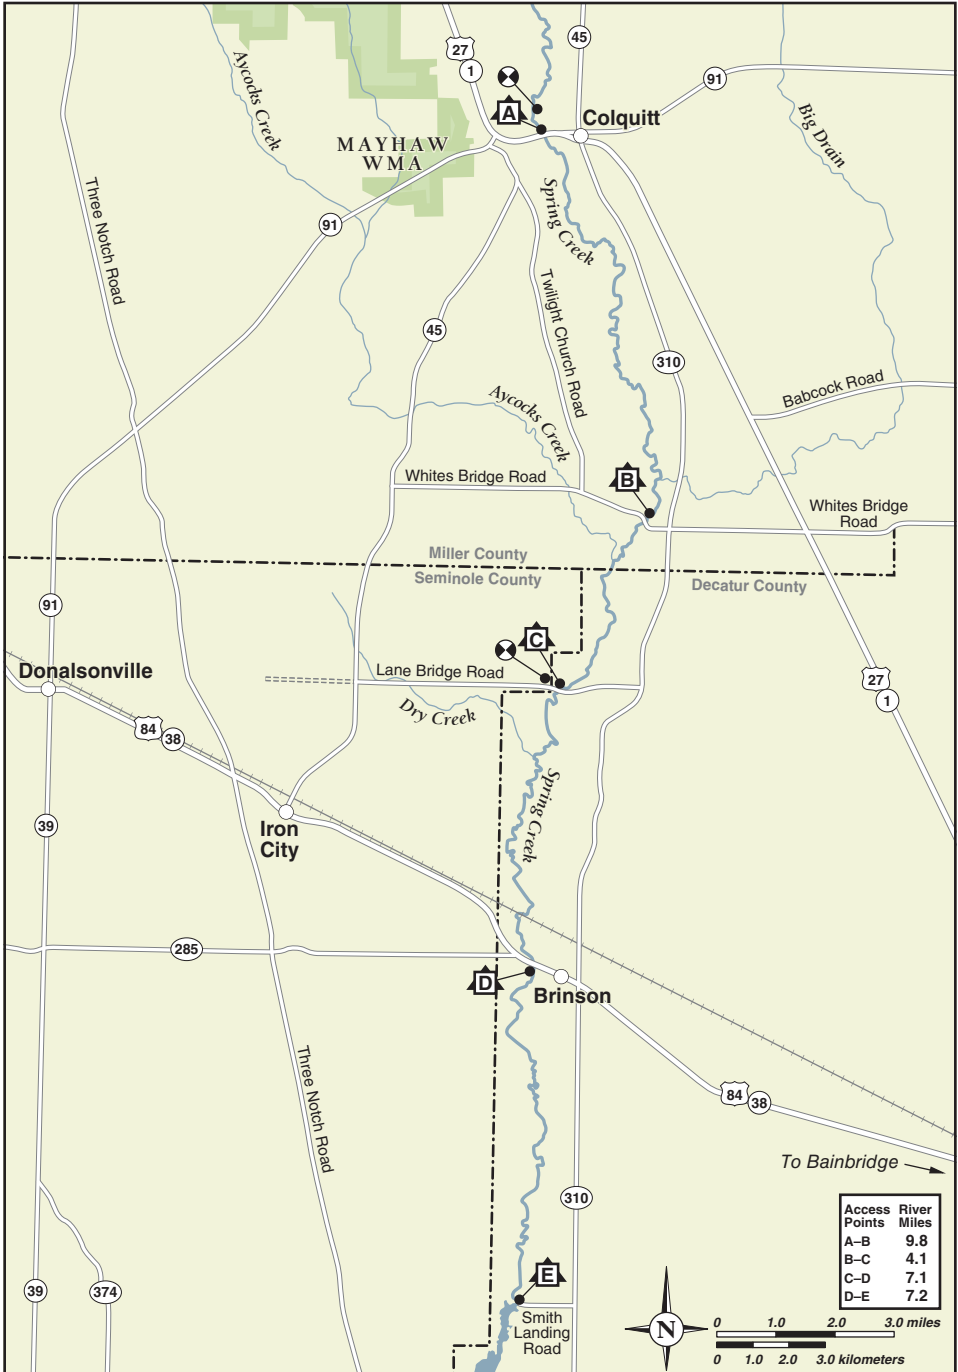 27
1
45
91
A
Colquitt
Aycocks Creek
MAYHAW
WMA
Big Drain
Three Notch Road
91
Spring Creek
Twilight Church Road
45
310
Babcock Road
Aycocks Creek
Whites Bridge Road
B
Whites Bridge
Road
Miller County
Seminole County
Decatur County
91
C
Donalsonville
Lane Bridge Road
27
1
Dry Creek
84
38
Spring Creek
39
Iron
City
285
D
Brinson
Three Notch Road
84
38
To Bainbridge
310
Access River
Points Miles
A–B 9.8
B–C 4.1
C–D 7.1
D–E 7.2
E
39
374
Smith
Landing
Road
N
0 1.0 2.0 3.0 miles
0 1.0 2.0 3.0 kilometers